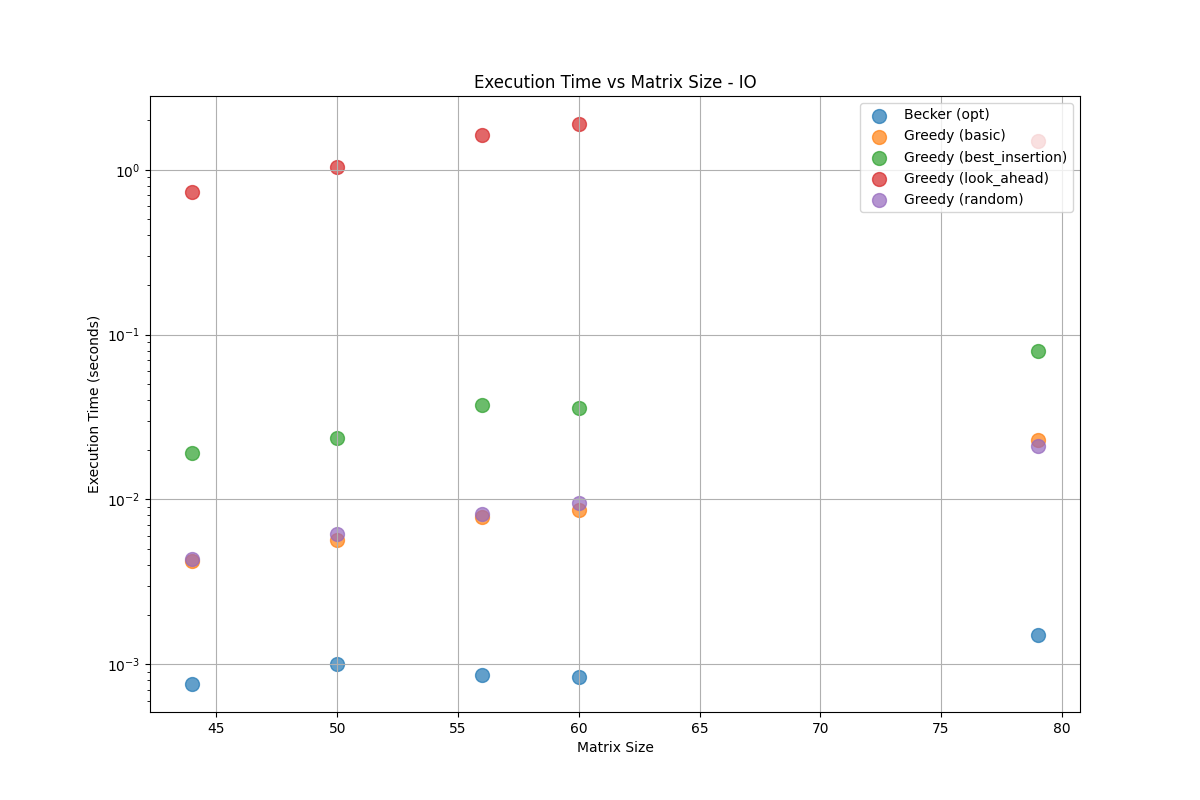 Execution Time vs Matrix Size - IO
Becker (opt)
Greedy (basic)
Greedy (best_insertion)
Greedy (look_ahead)
Greedy (random)
Execution Time (seconds)
10⁰
10⁻¹
10⁻²
10⁻³
45 50 55 60 65 70 75 80
Matrix Size